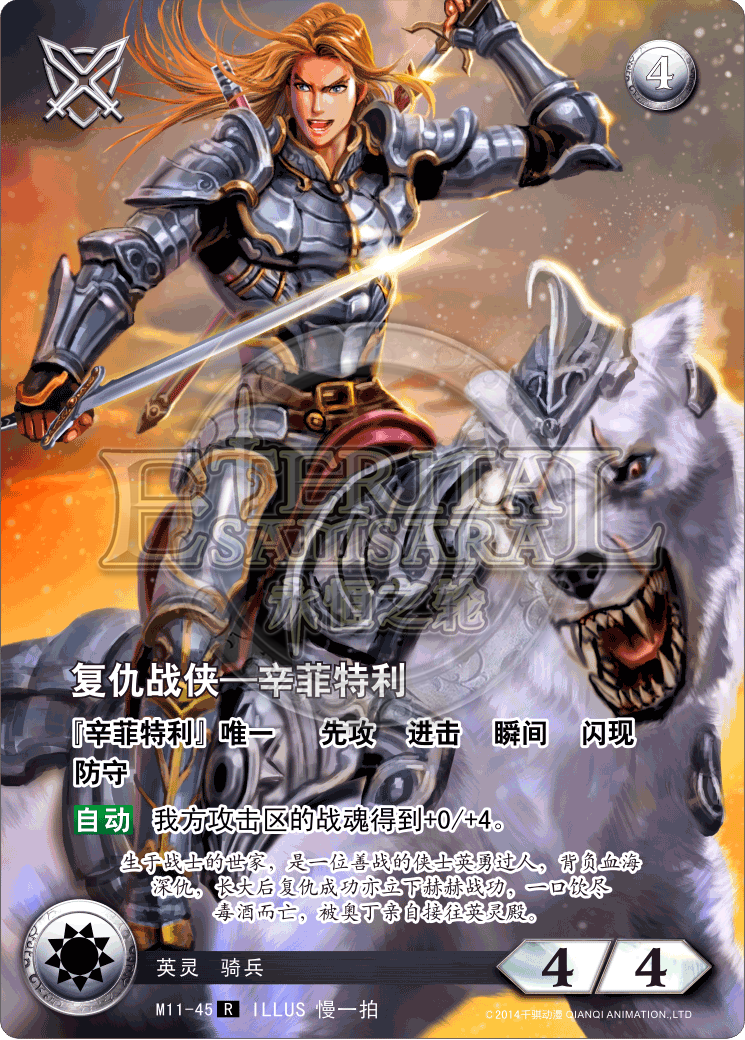 4
ETERNAL
SAMSARA
永恒之轮
复仇战侠—辛菲特利
『辛菲特利』唯一 先攻 进击 瞬间 闪现
防守
自动 我方攻击区的战魂得到+0/+4。
生于战士的世家，是一位善战的侠士英勇过人，背负血海
深仇，长大后复仇成功亦立下赫赫战功，一口饮尽
毒酒而亡，被奥丁亲自接往英灵殿。
英灵 骑兵
4/4
M11-45 R ILLUS 慢一拍
©2014千骐动漫 QIANQI ANIMATION.,LTD